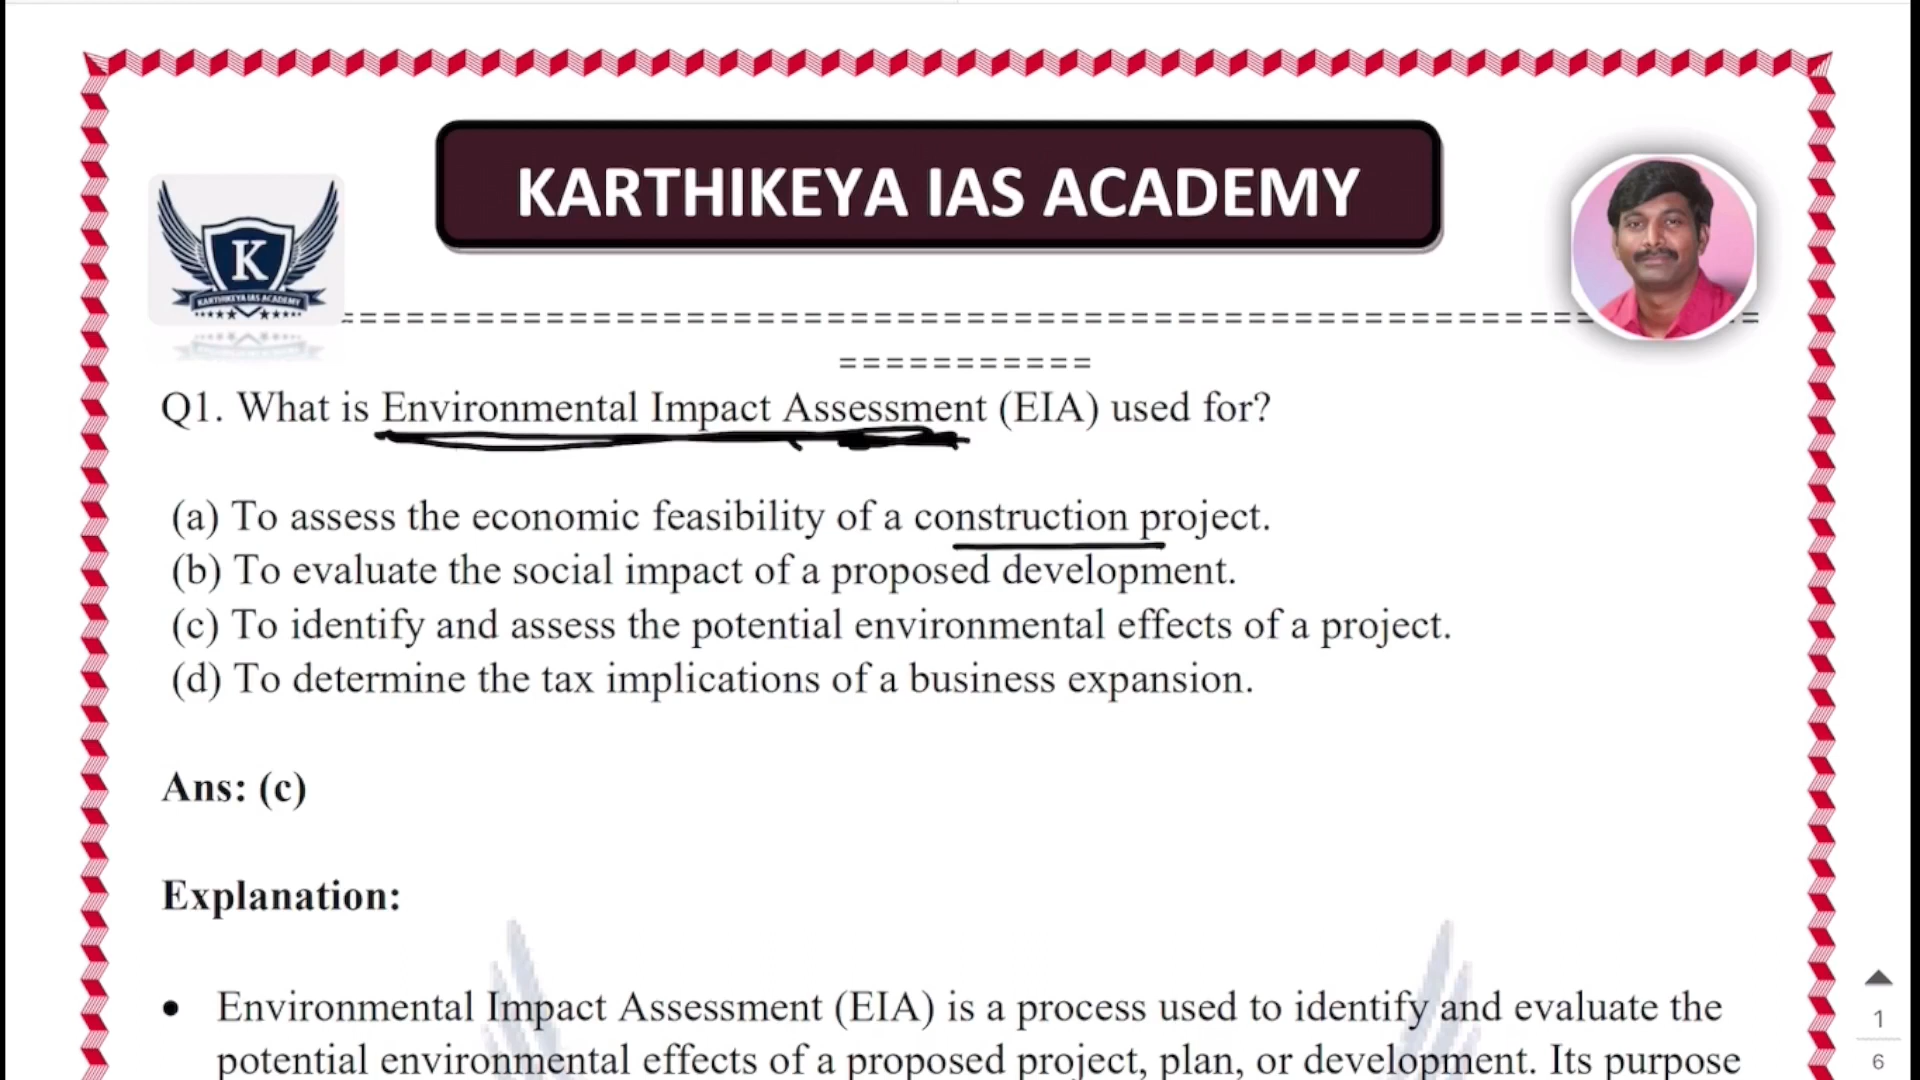 KARTHIKEYA IAS ACADEMY
K
KARTHIKEYA IAS ACADEMY
Q1. What is Environmental Impact Assessment (EIA) used for?
(a) To assess the economic feasibility of a construction project.
(b) To evaluate the social impact of a proposed development.
(c) To identify and assess the potential environmental effects of a project.
(d) To determine the tax implications of a business expansion.
Ans: (c)
Explanation:
• Environmental Impact Assessment (EIA) is a process used to identify and evaluate the
potential environmental effects of a proposed project, plan, or development. Its purpose
1
6